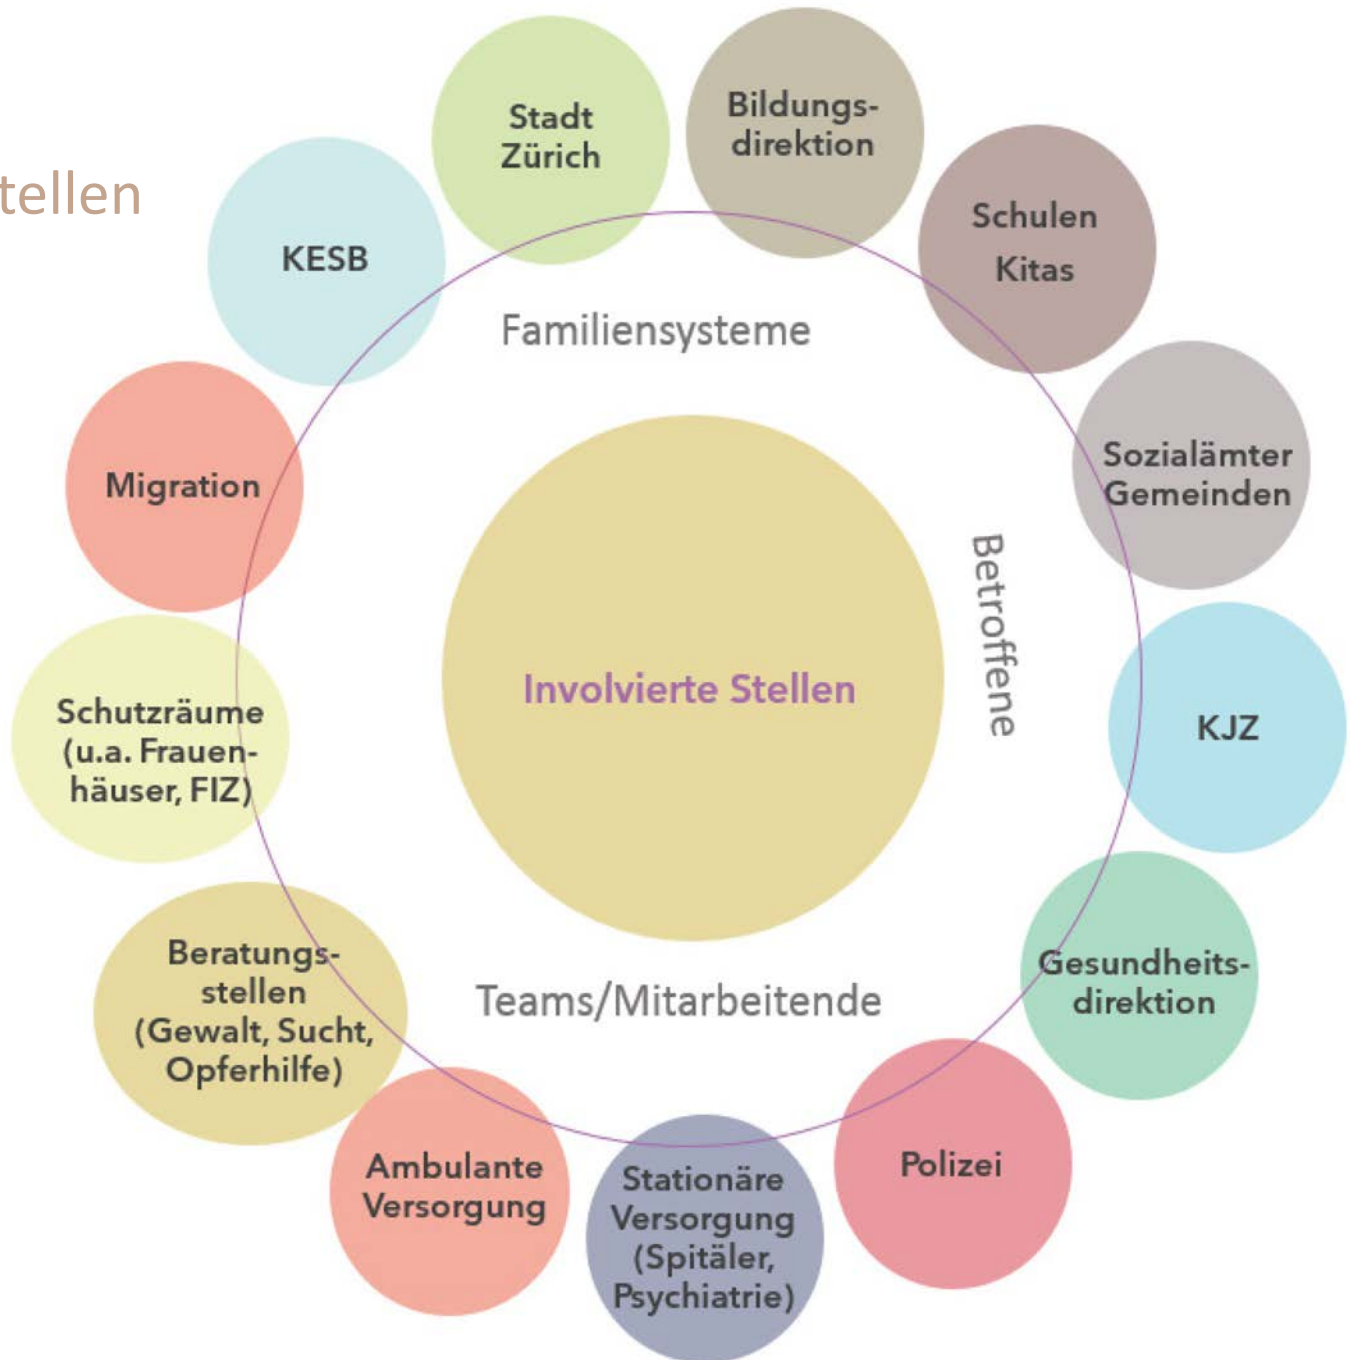 tellen
Stadt
Zürich
Bildungs-
direktion
Schulen
Kitas
Sozialämter
Gemeinden
KJZ
Gesundheits-
direktion
Polizei
Stationäre
Versorgung
(Spitäler,
Psychiatrie)
Ambulante
Versorgung
Beratungs-
stellen
(Gewalt, Sucht,
Opferhilfe)
Schutzräume
(u.a. Frauen-
häuser, FIZ)
Migration
KESB
Familiensysteme
Betroffene
Teams/Mitarbeitende
Involvierte Stellen